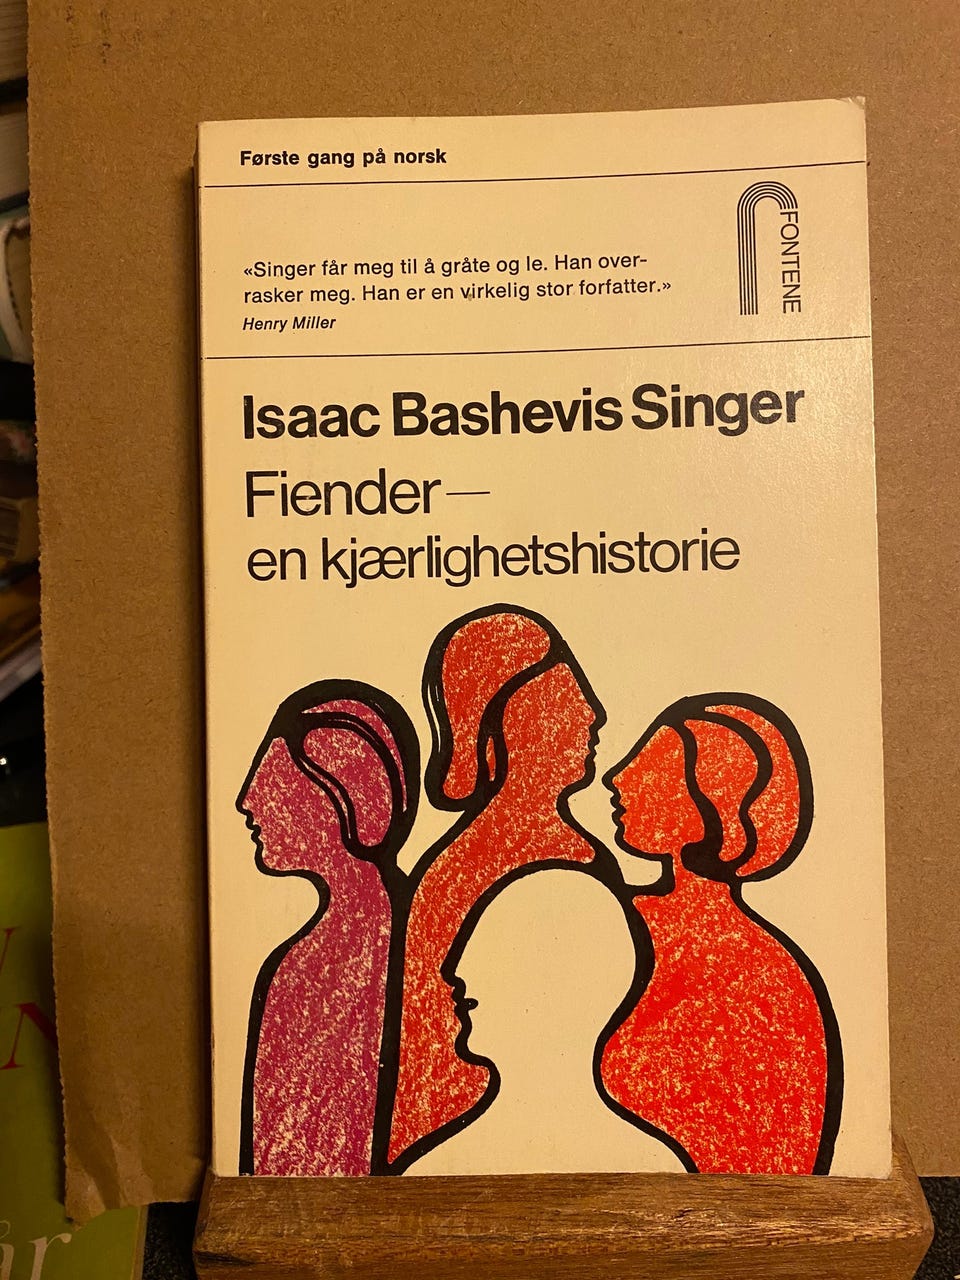 Første gang på norsk
FONTENE
«Singer får meg til å gråte og le. Han over-
rasker meg. Han er en virkelig stor forfatter.»
Henry Miller
Isaac Bashevis Singer
Fiender—
en kjærlighetshistorie